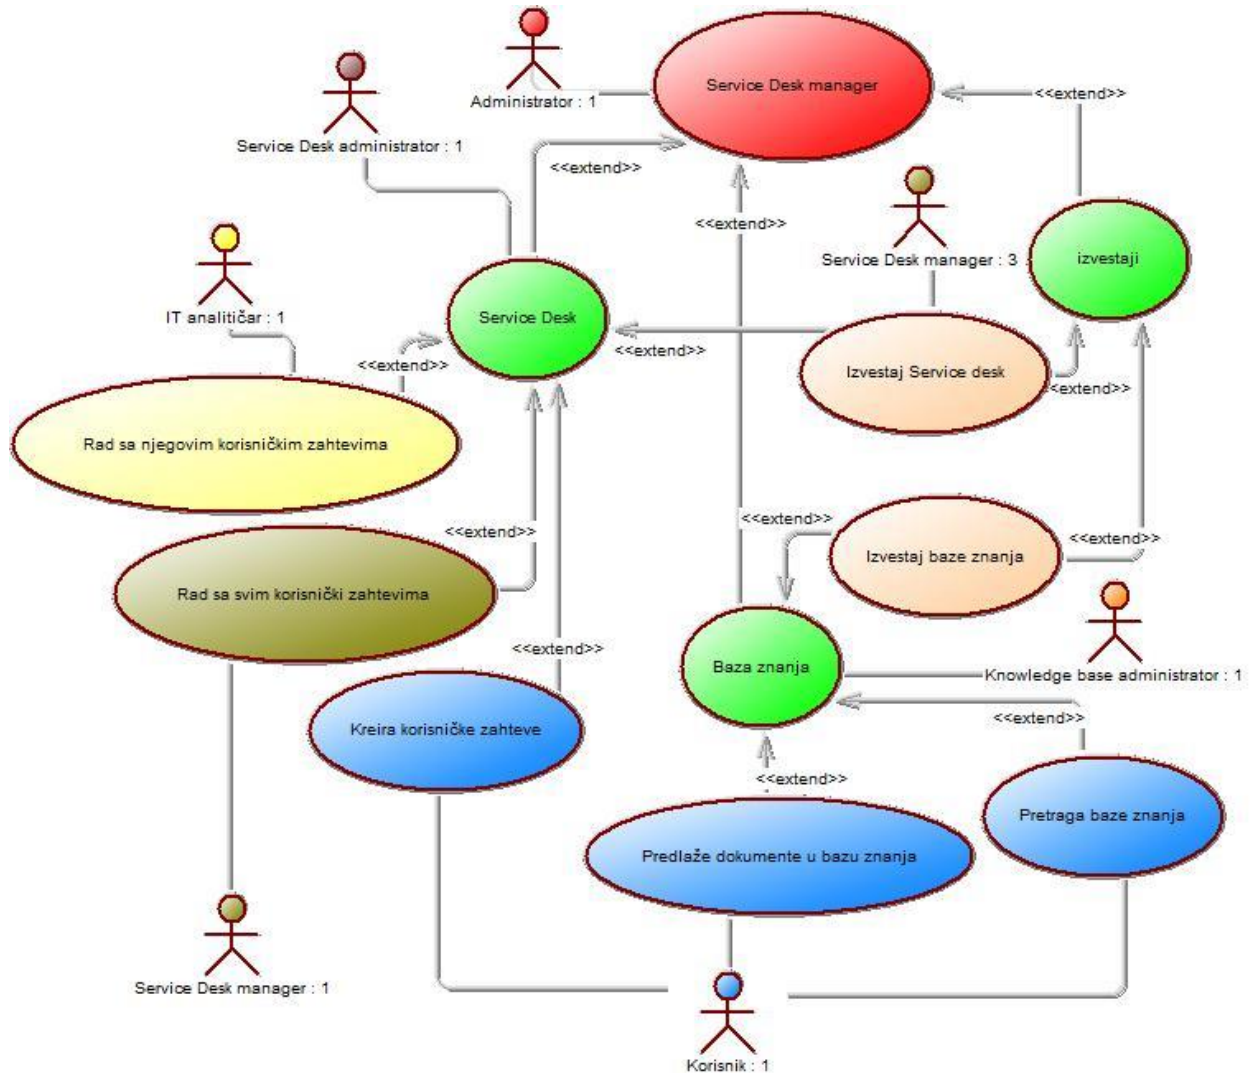 Service Desk manager
Administrator : 1
<<extend>>
Service Desk administrator : 1
<<extend>>
<<extend>>
Service Desk manager : 3
izvestaji
IT analitičar : 1
Service Desk
<<extend>>
<<extend>>
Izvestaj Service desk
<<extend>>
Rad sa njegovim korisničkim zahtevima
<<extend>>
<<extend>>
<<extend>>
Izvestaj baze znanja
Rad sa svim korisnički zahtevima
<<extend>>
Baza znanja
Knowledge base administrator : 1
Kreira korisničke zahteve
<<extend>>
<<extend>>
Pretraga baze znanja
Predlaže dokumente u bazu znanja
Service Desk manager : 1
Korisnik : 1